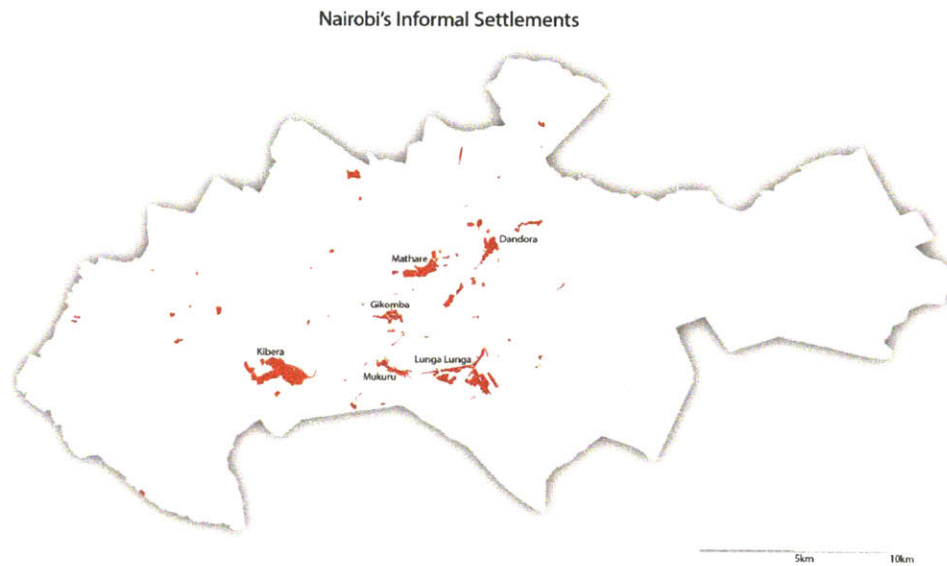 Nairobi's Informal Settlements
Dandora
Mathare
Gikomba
Kibera
Lunga Lunga
Mukuru
5km 10km